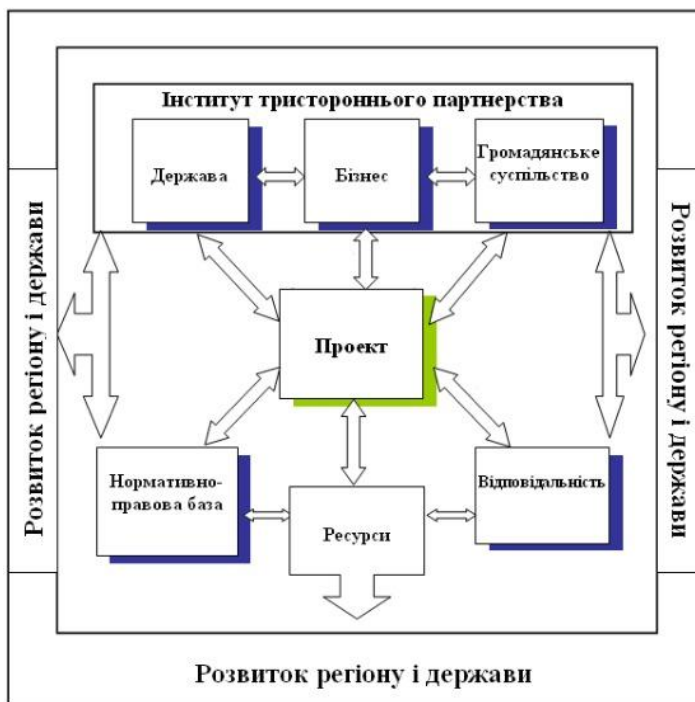 Інститут тристороннього партнерства
Держава
Бізнес
Громадянське
суспільство
Розвиток регіону і держави
Розвиток регіону і держави
Проект
Нормативно-
правова база
Ресурси
Відповідальність
Розвиток регіону і держави